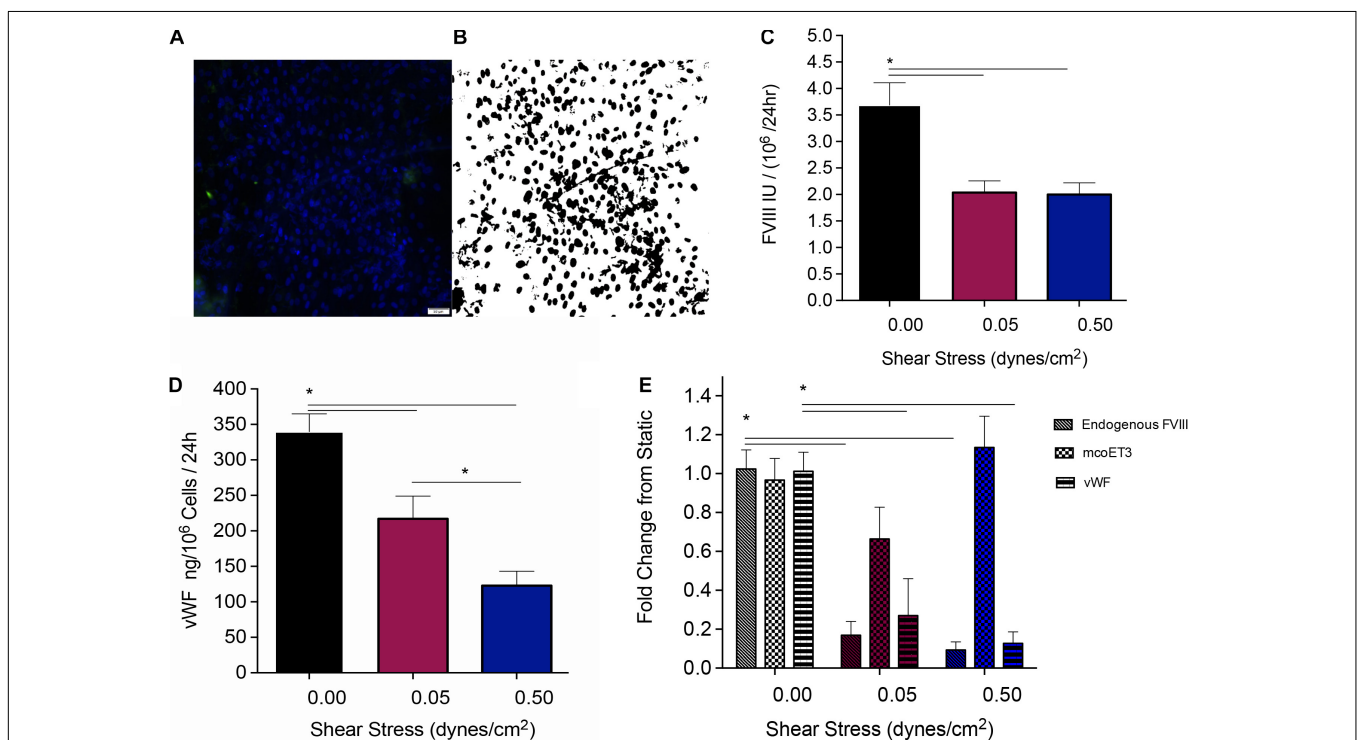 A
B
C
5.0
4.5
4.0
3.5
3.0
2.5
2.0
1.5
1.0
0.5
0.0
FVIII IU / (10⁶ /24hr)
*
0.00 0.05 0.50
Shear Stress (dynes/cm²)
D
400
350
300
250
200
150
100
50
0
vWF ng/10⁶ Cells / 24h
*
*
0.00 0.05 0.50
Shear Stress (dynes/cm²)
E
1.4
1.2
1.0
0.8
0.6
0.4
0.2
0.0
Fold Change from Static
*
*
0.00 0.05 0.50
Shear Stress (dynes/cm²)
Endogenous FVIII
mcoET3
vWF